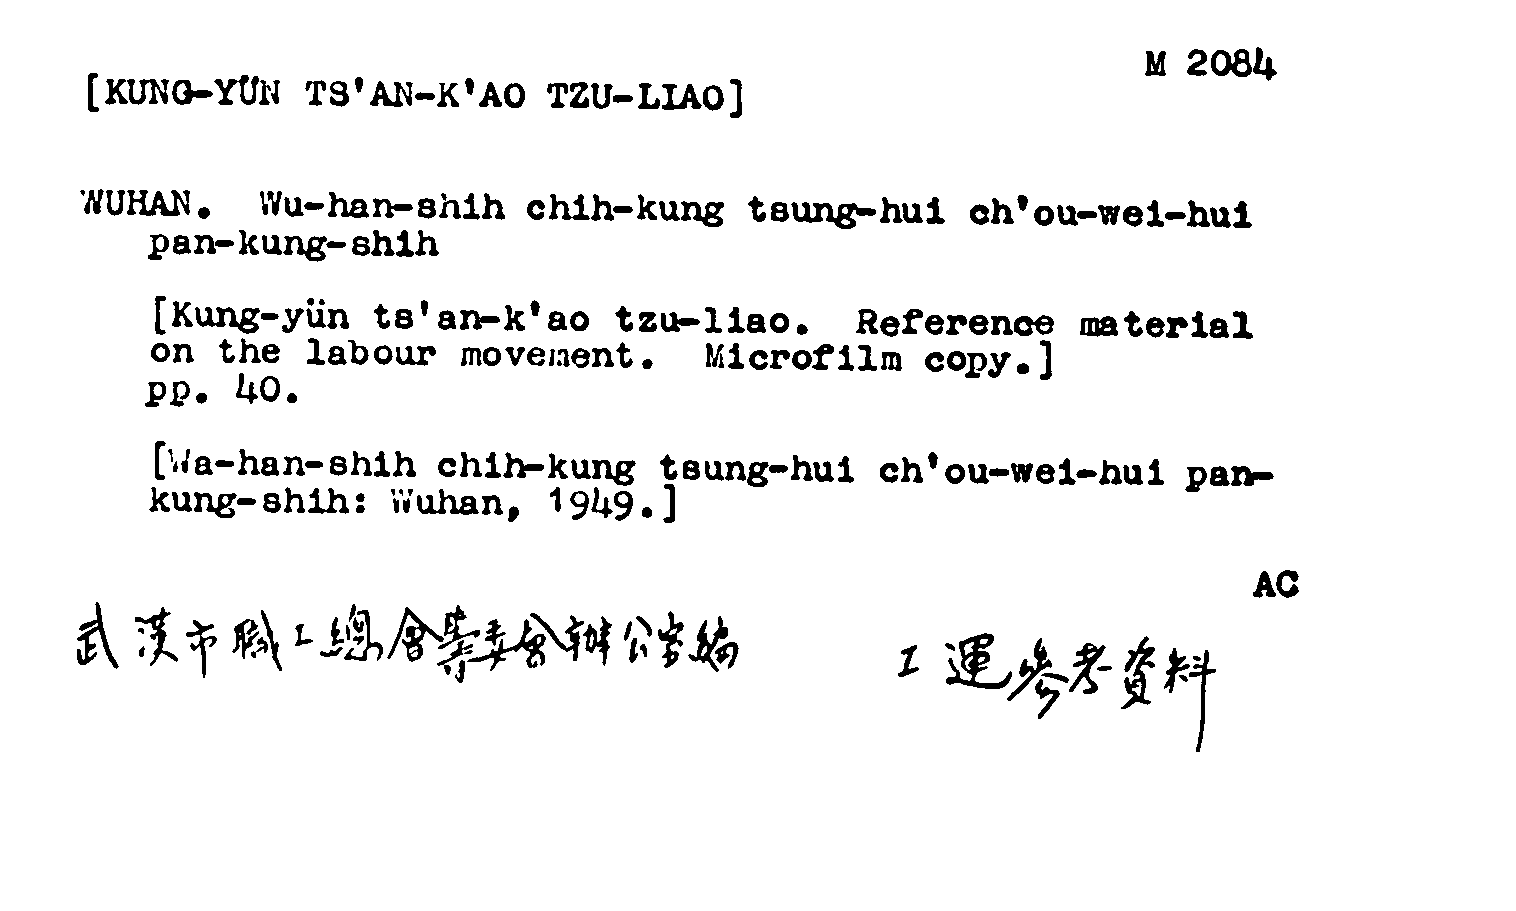 M 2084
[KUNG-YÜN TS'AN-K'AO TZU-LIAO]
WUHAN. Wu-han-shih chih-kung tsung-hui ch'ou-wei-hui
pan-kung-shih
[Kung-yün ts'an-k'ao tzu-liao. Reference material
on the labour movement. Microfilm copy.]
pp. 40.
[Wa-han-shih chih-kung tsung-hui ch'ou-wei-hui pan-
kung-shih: Wuhan, 1949.]
AC
武漢市職工總會籌委會辦公室編
工運參考資料